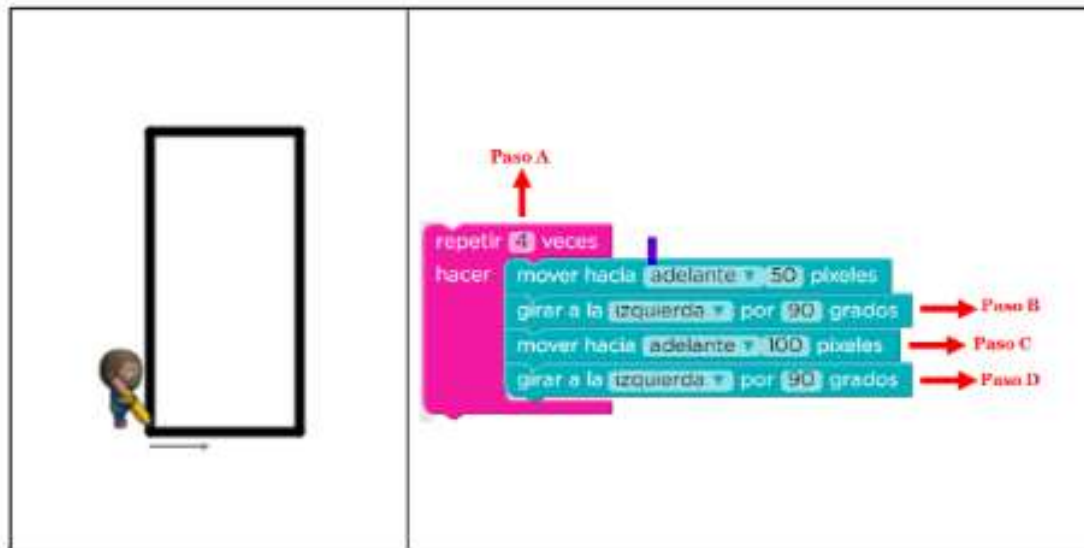 Paso A
repetir 4 veces
hacer
mover hacia adelante 50 pixeles
girar a la izquierda por 90 grados
Paso B
mover hacia adelante 100 pixeles
Paso C
girar a la izquierda por 90 grados
Paso D